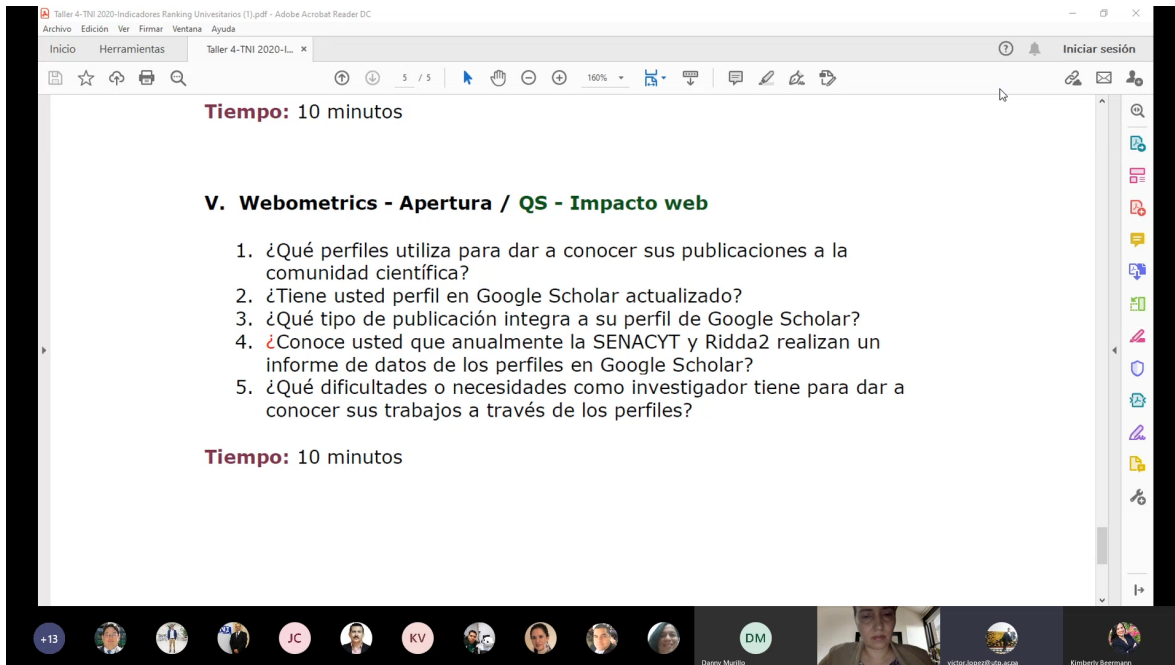 Taller 4-TNI 2020-Indicadores Ranking Univesitarios (1).pdf - Adobe Acrobat Reader DC
Archivo Edición Ver Firmar Ventana Ayuda
Inicio Herramientas Taller 4-TNI 2020-I... × Iniciar sesión
5 / 5 160%
Tiempo: 10 minutos
V. Webometrics - Apertura / QS - Impacto web
1. ¿Qué perfiles utiliza para dar a conocer sus publicaciones a la
comunidad científica?
2. ¿Tiene usted perfil en Google Scholar actualizado?
3. ¿Qué tipo de publicación integra a su perfil de Google Scholar?
4. ¿Conoce usted que anualmente la SENACYT y Ridda2 realizan un
informe de datos de los perfiles en Google Scholar?
5. ¿Qué dificultades o necesidades como investigador tiene para dar a
conocer sus trabajos a través de los perfiles?
Tiempo: 10 minutos
+13 JC KV DM
Danny Murillo victor.lopez@utp.acpa Kimberly Beermann